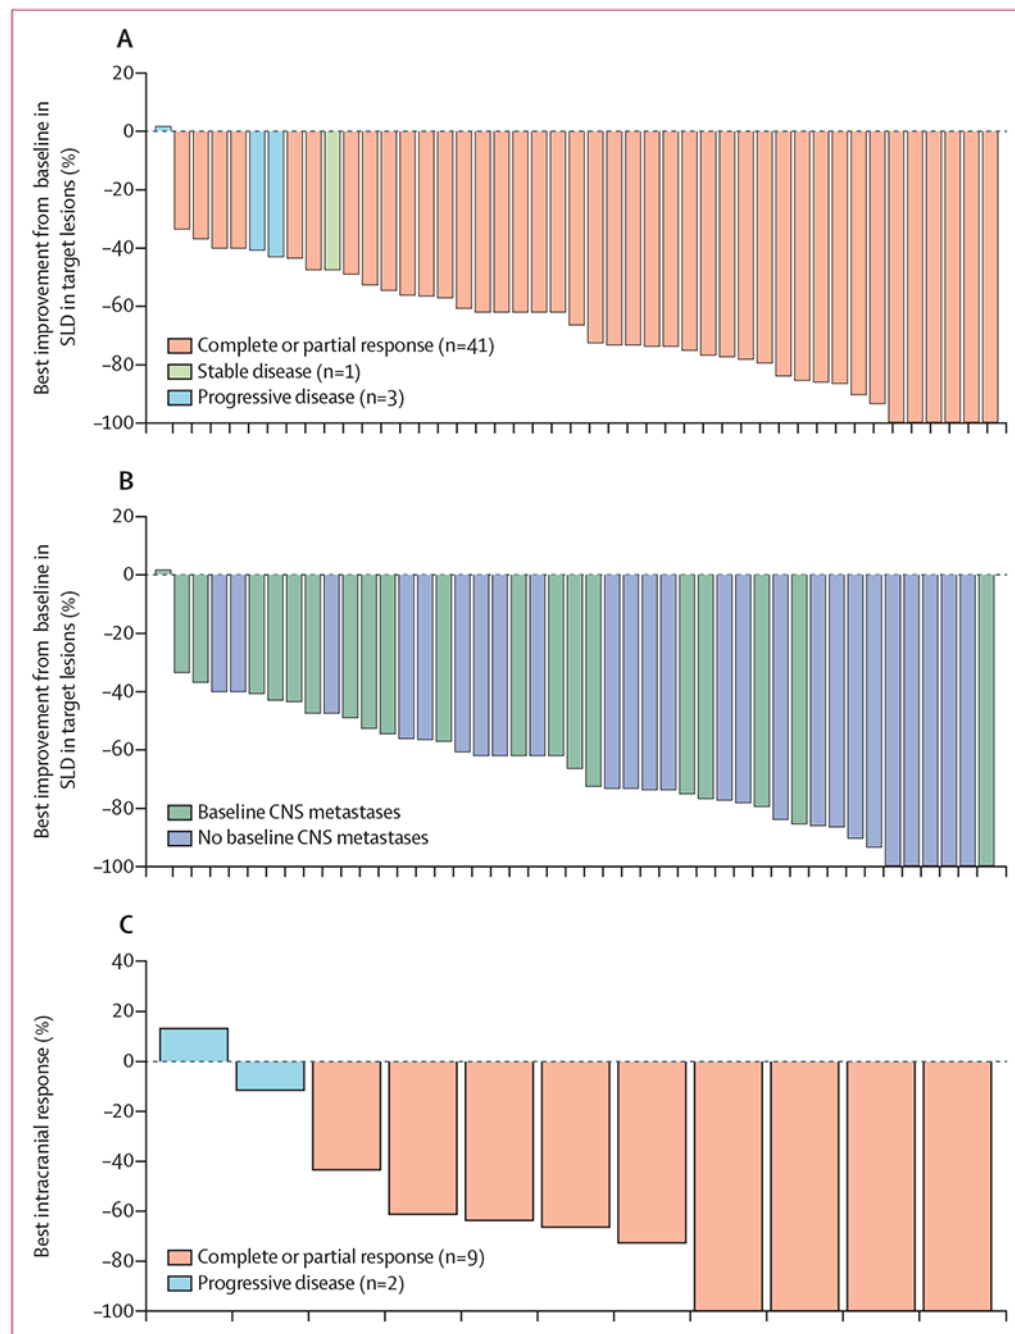 A
Best improvement from baseline in
SLD in target lesions (%)
20
0
–20
–40
–60
–80
–100
Complete or partial response (n=41)
Stable disease (n=1)
Progressive disease (n=3)
B
Best improvement from baseline in
SLD in target lesions (%)
20
0
–20
–40
–60
–80
–100
Baseline CNS metastases
No baseline CNS metastases
C
Best intracranial response (%)
40
20
0
–20
–40
–60
–80
–100
Complete or partial response (n=9)
Progressive disease (n=2)